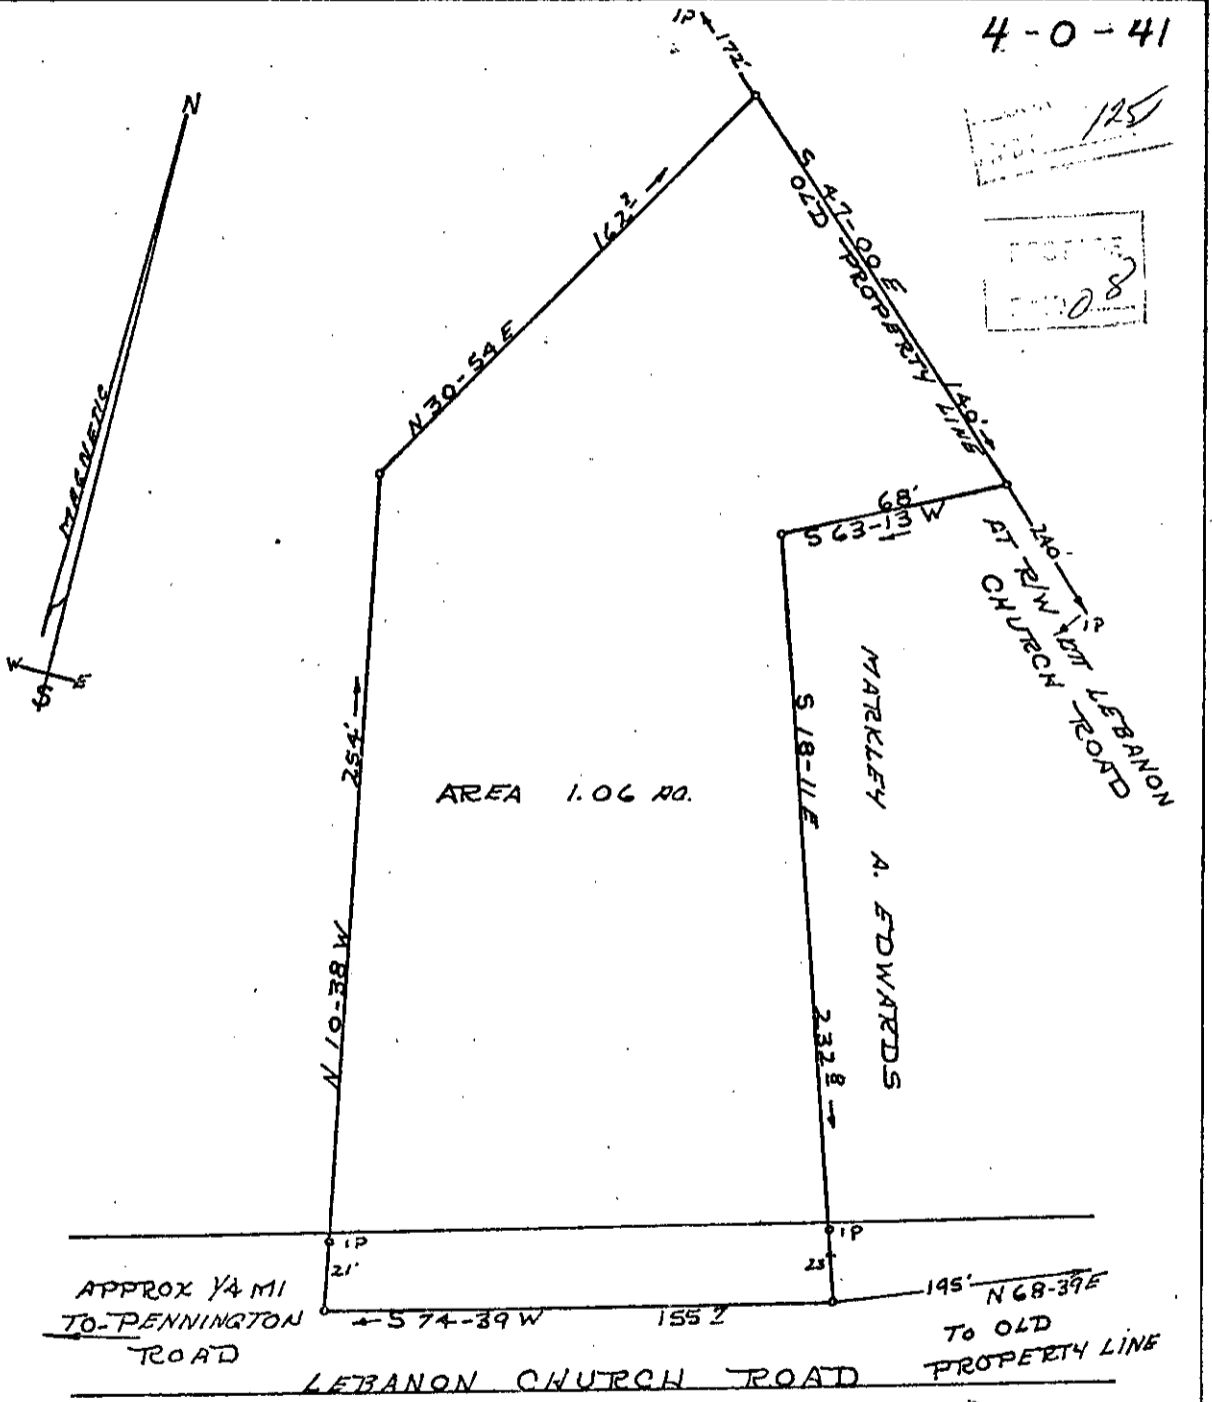 4-0-41
IP
172'
125
N
S 47-00 E
OLD PROPERTY LINE
140'
162.3
08
N 30-54 E
MAGNETIC
68'
S 63-13 W
240'
IP
AT R/W LEBANON
CHURCH ROAD
W
E
S
254'
S 18-11 E
MARKLEY A. EDWARDS
AREA 1.06 AC.
N 10-38 W
232.8
IP
IP
21'
23
APPROX 1/4 MI
TO PENNINGTON
ROAD
S 74-39 W
155.7
195'
N 68-39 E
TO OLD
PROPERTY LINE
LEBANON CHURCH ROAD